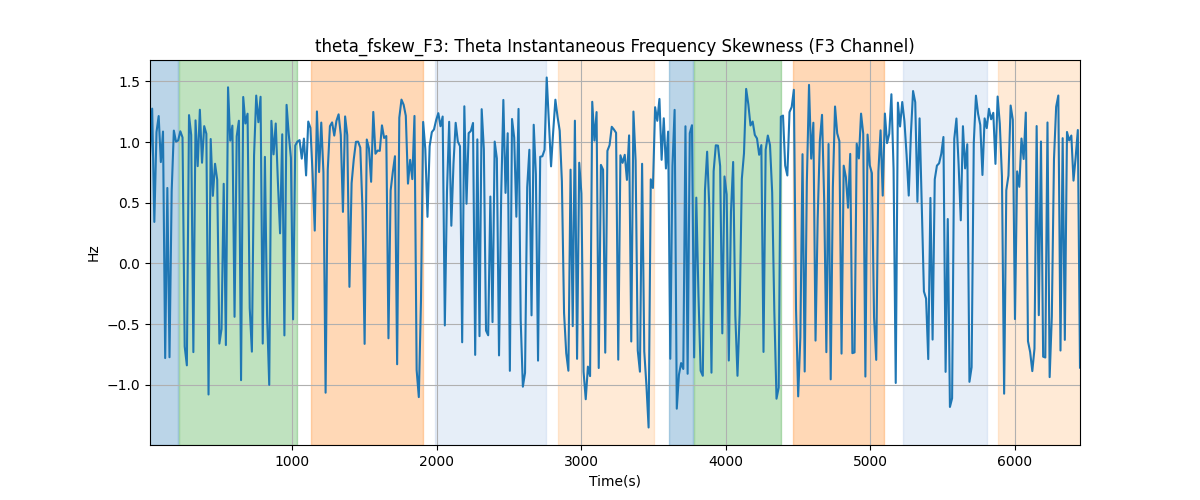 theta_fskew_F3: Theta Instantaneous Frequency Skewness (F3 Channel)
1.5
1.0
0.5
0.0
−0.5
−1.0
Hz
1000 2000 3000 4000 5000 6000
Time(s)